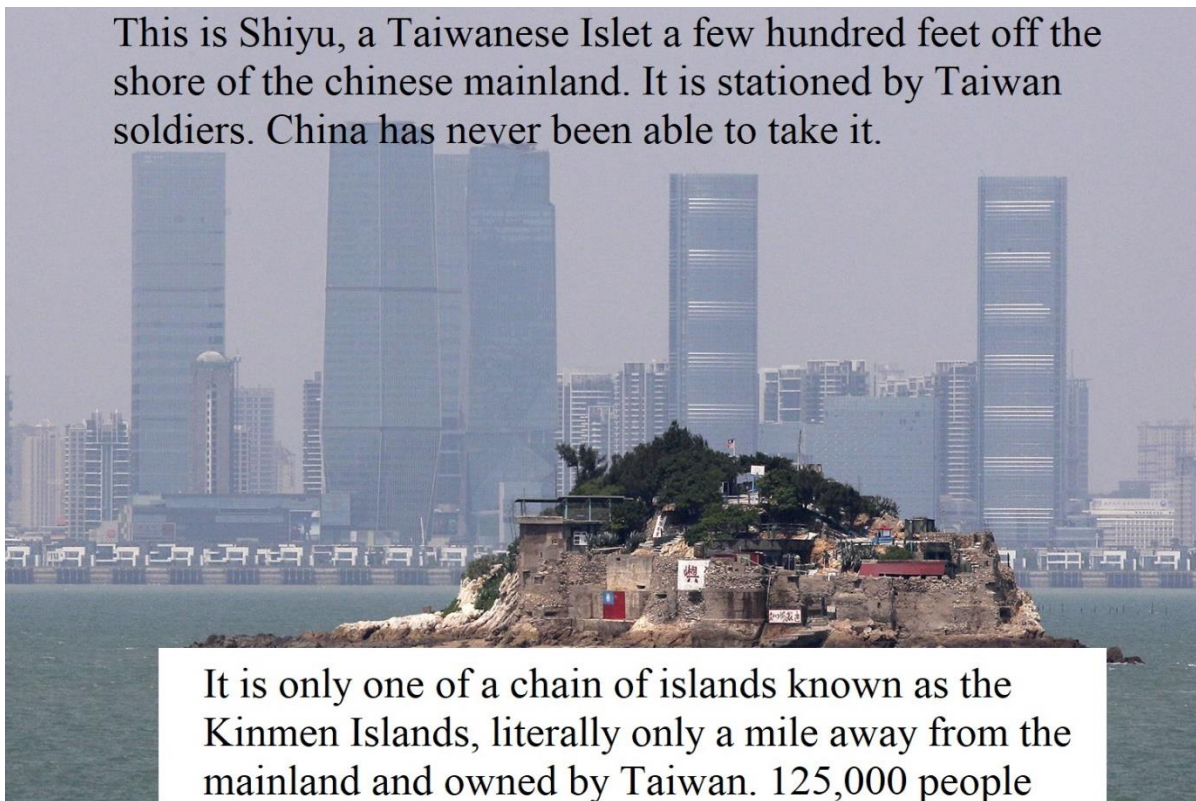 This is Shiyu, a Taiwanese Islet a few hundred feet off the
shore of the chinese mainland. It is stationed by Taiwan
soldiers. China has never been able to take it.
興
It is only one of a chain of islands known as the
Kinmen Islands, literally only a mile away from the
mainland and owned by Taiwan. 125,000 people